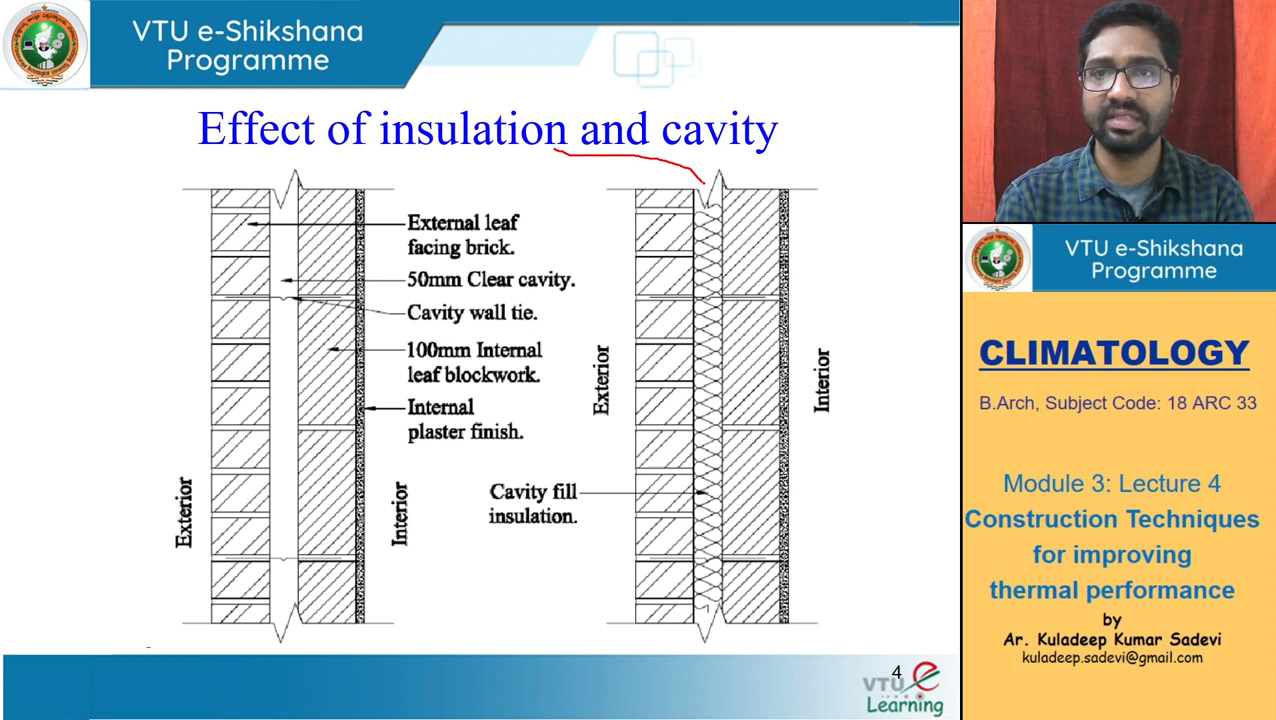 VTU e-Shikshana
Programme
Effect of insulation and cavity
External leaf
facing brick.
50mm Clear cavity.
Cavity wall tie.
100mm Internal
leaf blockwork.
Internal
plaster finish.
Exterior
Interior
Exterior
Interior
Cavity fill
insulation.
4
VTU e
Learning
VTU e-Shikshana
Programme
CLIMATOLOGY
B.Arch, Subject Code: 18 ARC 33
Module 3: Lecture 4
Construction Techniques
for improving
thermal performance
by
Ar. Kuladeep Kumar Sadevi
kuladeep.sadevi@gmail.com